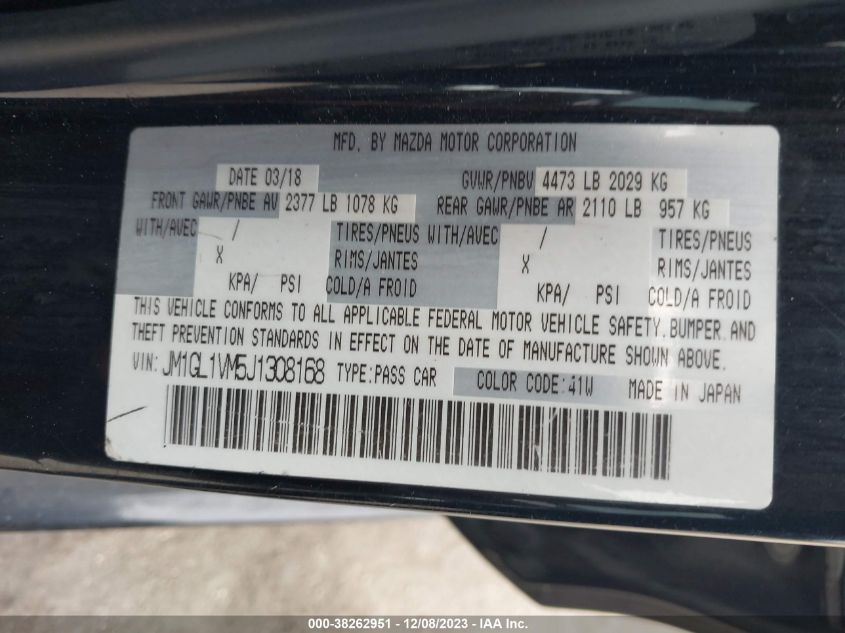 MFD. BY MAZDA MOTOR CORPORATION
DATE 03/18 GVWR/PNBV 4473 LB 2029 KG
FRONT GAWR/PNBE AV 2377 LB 1078 KG REAR GAWR/PNBE AR 2110 LB 957 KG
WITH/AVEC / TIRES/PNEUS WITH/AVEC / TIRES/PNEUS
X RIMS/JANTES X RIMS/JANTES
KPA/ PSI COLD/A FROID KPA/ PSI COLD/A FROID
THIS VEHICLE CONFORMS TO ALL APPLICABLE FEDERAL MOTOR VEHICLE SAFETY, BUMPER, AND
THEFT PREVENTION STANDARDS IN EFFECT ON THE DATE OF MANUFACTURE SHOWN ABOVE.
VIN: JM1GL1VM5J1308168 TYPE:PASS CAR COLOR CODE:41W MADE IN JAPAN
000-38262951 - 12/08/2023 - IAA Inc.